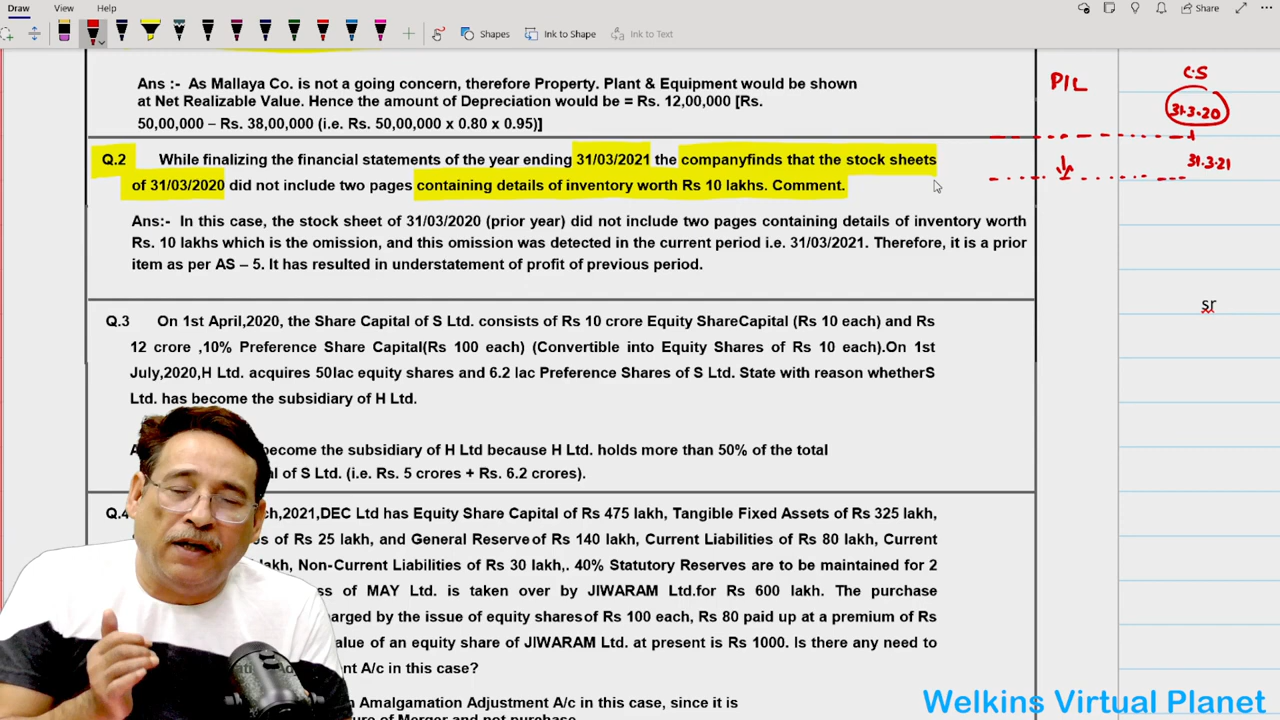 Draw View Help
Shapes Ink to Shape Ink to Text Share
Ans :- As Mallaya Co. is not a going concern, therefore Property. Plant & Equipment would be shown
at Net Realizable Value. Hence the amount of Depreciation would be = Rs. 12,00,000 [Rs.
50,00,000 – Rs. 38,00,000 (i.e. Rs. 50,00,000 x 0.80 x 0.95)]
P/L
C.S
31.3.20
31.3.21
Q.2 While finalizing the financial statements of the year ending 31/03/2021 the companyfinds that the stock sheets
of 31/03/2020 did not include two pages containing details of inventory worth Rs 10 lakhs. Comment.
Ans:- In this case, the stock sheet of 31/03/2020 (prior year) did not include two pages containing details of inventory worth
Rs. 10 lakhs which is the omission, and this omission was detected in the current period i.e. 31/03/2021. Therefore, it is a prior
item as per AS – 5. It has resulted in understatement of profit of previous period.
sr
Q.3 On 1st April,2020, the Share Capital of S Ltd. consists of Rs 10 crore Equity ShareCapital (Rs 10 each) and Rs
12 crore ,10% Preference Share Capital(Rs 100 each) (Convertible into Equity Shares of Rs 10 each).On 1st
July,2020,H Ltd. acquires 50lac equity shares and 6.2 lac Preference Shares of S Ltd. State with reason whetherS
Ltd. has become the subsidiary of H Ltd.
become the subsidiary of H Ltd because H Ltd. holds more than 50% of the total
of S Ltd. (i.e. Rs. 5 crores + Rs. 6.2 crores).
Q.4 2021,DEC Ltd has Equity Share Capital of Rs 475 lakh, Tangible Fixed Assets of Rs 325 lakh,
of Rs 25 lakh, and General Reserve of Rs 140 lakh, Current Liabilities of Rs 80 lakh, Current
lakh, Non-Current Liabilities of Rs 30 lakh,. 40% Statutory Reserves are to be maintained for 2
of MAY Ltd. is taken over by JIWARAM Ltd.for Rs 600 lakh. The purchase
by the issue of equity sharesof Rs 100 each, Rs 80 paid up at a premium of Rs
of an equity share of JIWARAM Ltd. at present is Rs 1000. Is there any need to
A/c in this case?
Amalgamation Adjustment A/c in this case, since it is
of Merger and not purchase
Welkins Virtual Planet